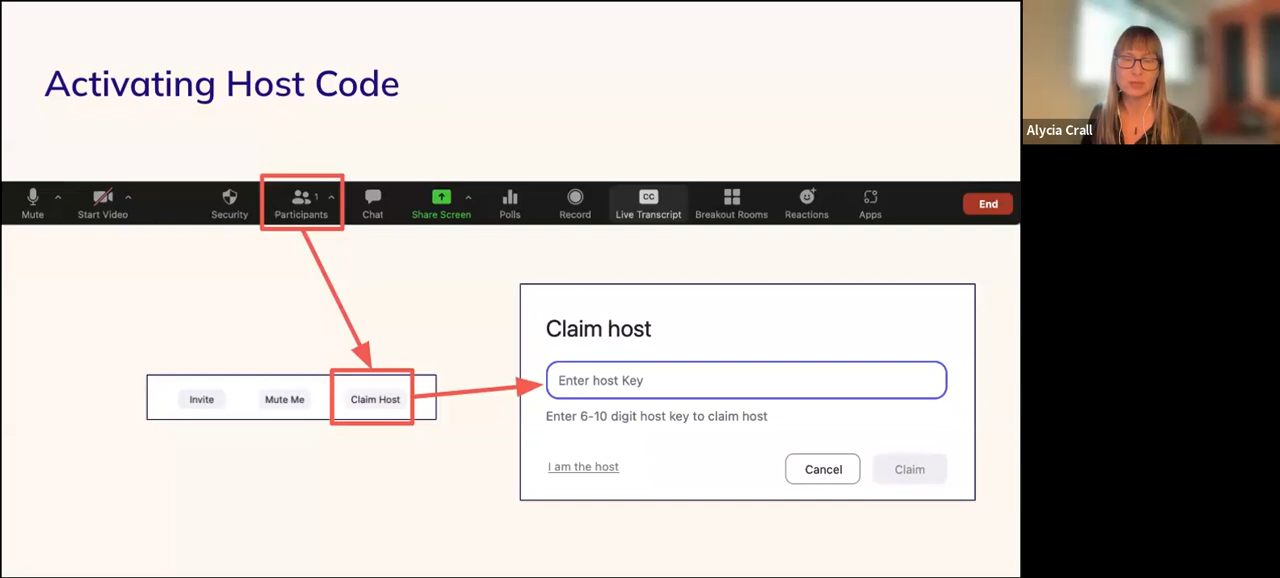 Activating Host Code
Alycia Crall
1
CC
Mute
Start Video
Security
Participants
Chat
Share Screen
Polls
Record
Live Transcript
Breakout Rooms
Reactions
Apps
End
Claim host
Enter host Key
Invite
Mute Me
Claim Host
Enter 6-10 digit host key to claim host
I am the host
Cancel
Claim